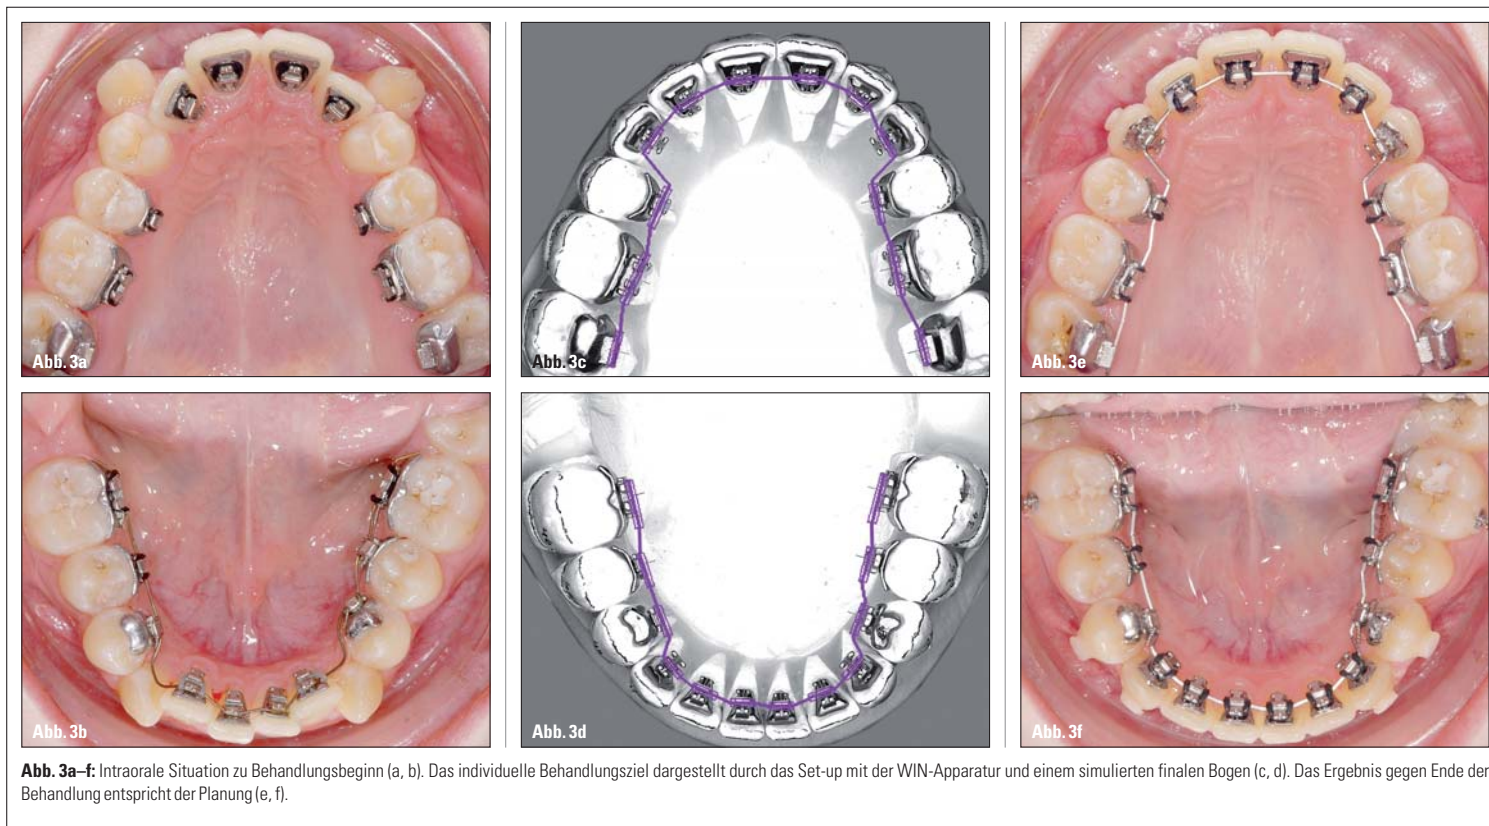 Abb. 3a
Abb. 3c
Abb. 3e
Abb. 3b
Abb. 3d
Abb. 3f
Abb. 3a–f: Intraorale Situation zu Behandlungsbeginn (a, b). Das individuelle Behandlungsziel dargestellt durch das Set-up mit der WIN-Apparatur und einem simulierten finalen Bogen (c, d). Das Ergebnis gegen Ende der
Behandlung entspricht der Planung (e, f).